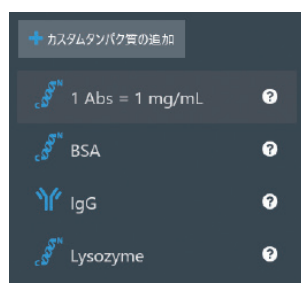 + カスタムタンパク質の追加
1 Abs = 1 mg/mL ?
BSA ?
IgG ?
Lysozyme ?